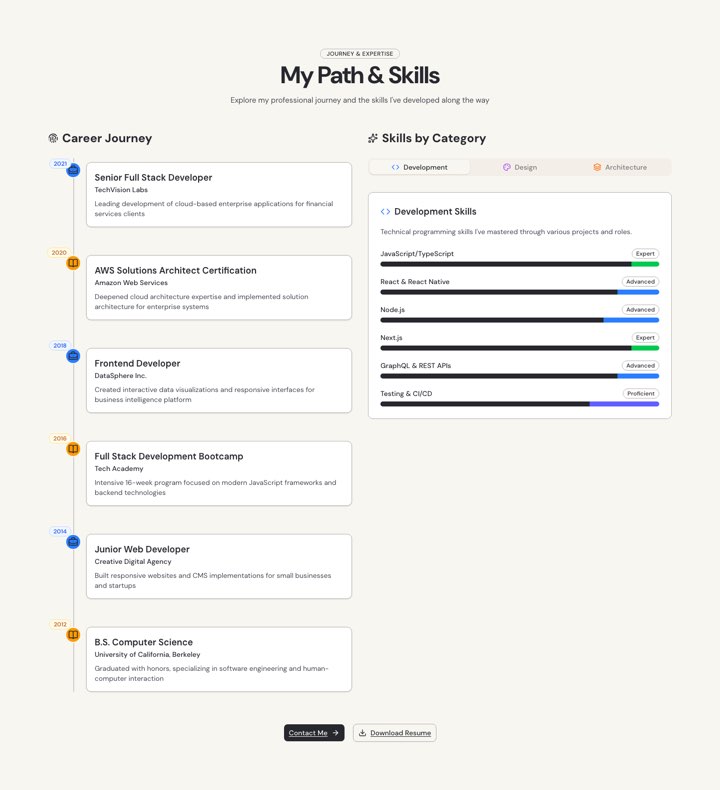 JOURNEY & EXPERTISE
My Path & Skills
Explore my professional journey and the skills I've developed along the way
Career Journey
2021
Senior Full Stack Developer
TechVision Labs
Leading development of cloud-based enterprise applications for financial
services clients
2020
AWS Solutions Architect Certification
Amazon Web Services
Deepened cloud architecture expertise and implemented solution
architecture for enterprise systems
2018
Frontend Developer
DataSphere Inc.
Created interactive data visualizations and responsive interfaces for
business intelligence platform
2016
Full Stack Development Bootcamp
Tech Academy
Intensive 16-week program focused on modern JavaScript frameworks and
backend technologies
2014
Junior Web Developer
Creative Digital Agency
Built responsive websites and CMS implementations for small businesses
and startups
2012
B.S. Computer Science
University of California, Berkeley
Graduated with honors, specializing in software engineering and human-
computer interaction
Skills by Category
Development Design Architecture
Development Skills
Technical programming skills I've mastered through various projects and roles.
JavaScript/TypeScript Expert
React & React Native Advanced
Node.js Advanced
Next.js Expert
GraphQL & REST APIs Advanced
Testing & CI/CD Proficient
Contact Me Download Resume